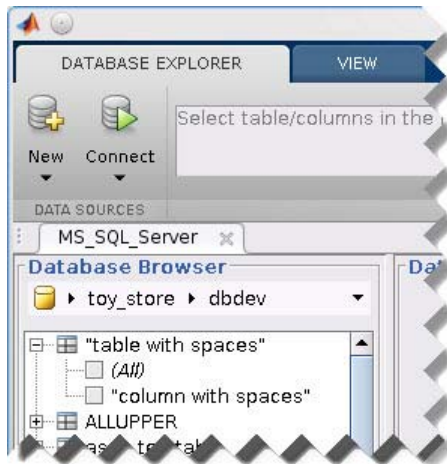 DATABASE EXPLORER VIEW
Select table/columns in the
New Connect
DATA SOURCES
MS_SQL_Server
Database Browser
toy_store dbdev
"table with spaces"
(All)
"column with spaces"
ALLUPPER